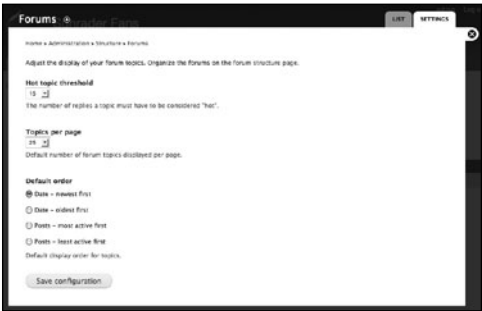 Forums
rader Fans
LIST
SETTINGS
Home » Administration » Structure » Forums
Adjust the display of your forum topics. Organize the forums on the forum structure page.
Hot topic threshold
15
The number of replies a topic must have to be considered "hot".
Topics per page
25
Default number of forum topics displayed per page.
Default order
Date - newest first
Date - oldest first
Posts - most active first
Posts - least active first
Default display order for topics.
Save configuration